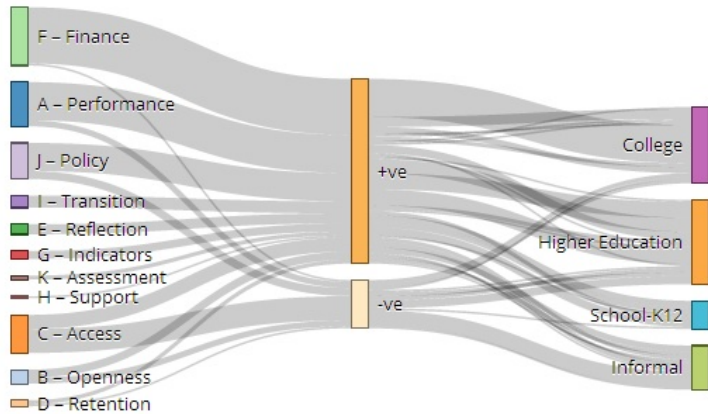 F – Finance
A – Performance
J – Policy
I – Transition
E – Reflection
G – Indicators
K – Assessment
H – Support
C – Access
B – Openness
D – Retention
+ve
-ve
College
Higher Education
School-K12
Informal